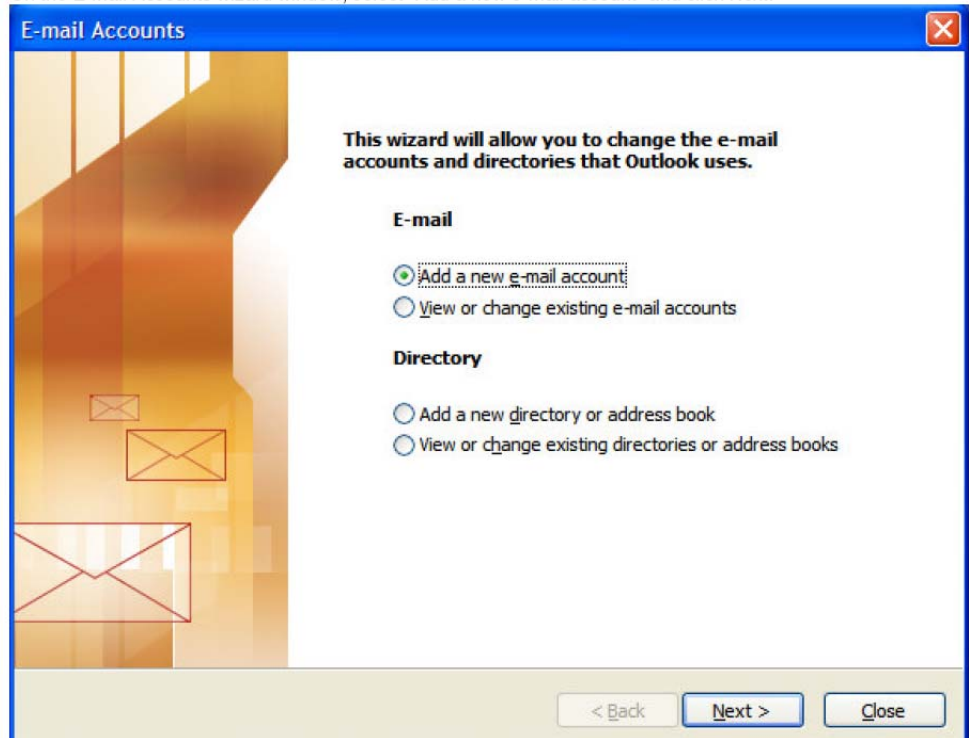 E-mail Accounts
This wizard will allow you to change the e-mail
accounts and directories that Outlook uses.
E-mail
Add a new e-mail account
View or change existing e-mail accounts
Directory
Add a new directory or address book
View or change existing directories or address books
< Back Next > Close